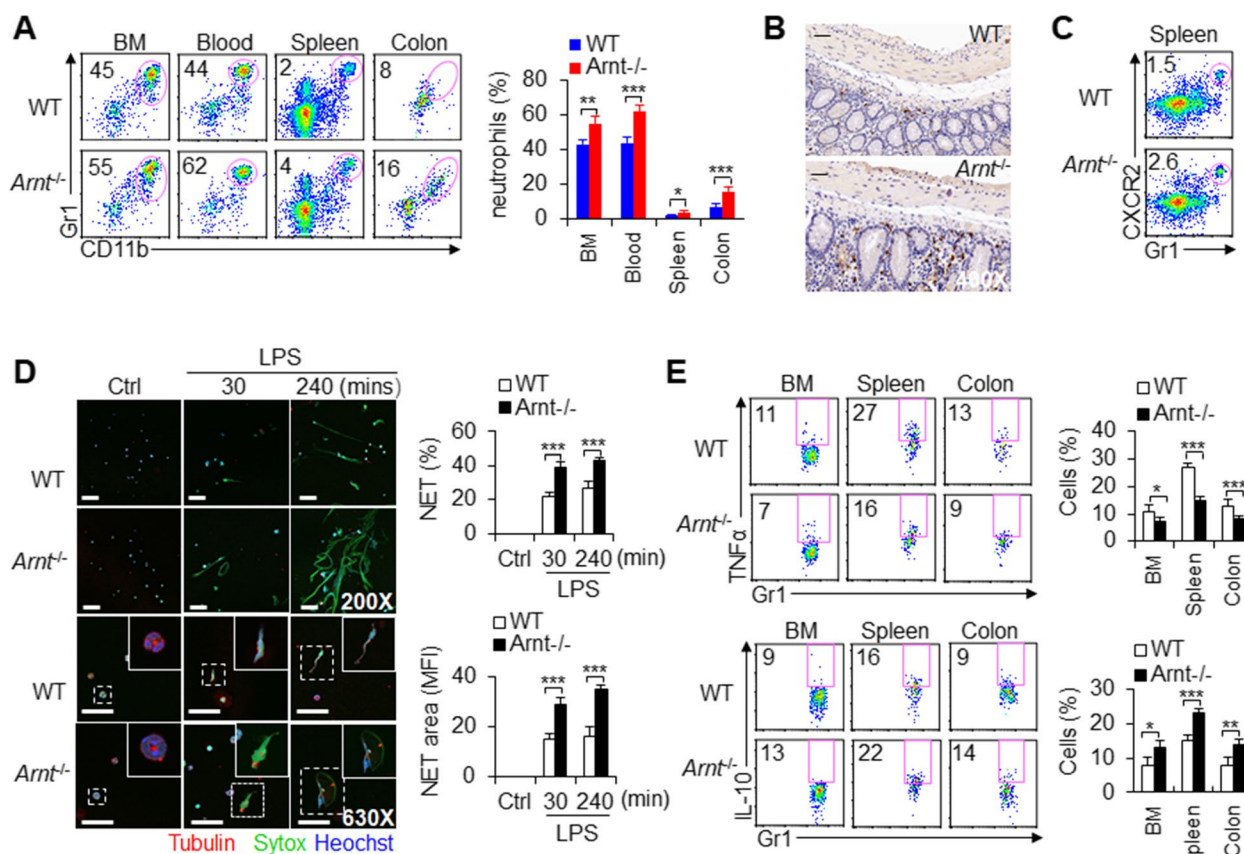 A
BM Blood Spleen Colon
WT
45 44 2 8
Arnt-/-
55 62 4 16
Gr1
CD11b
WT
Arnt-/-
neutrophils (%)
80
60
40
20
0
** *** * ***
BM Blood Spleen Colon
B
WT
Arnt-/-
400X
C
Spleen
WT
1.5
Arnt-/-
2.6
CXCR2
Gr1
D
LPS
Ctrl 30 240 (mins)
WT
Arnt-/-
200X
WT
Arnt-/-
630X
Tubulin Sytox Heochst
WT
Arnt-/-
NET (%)
60
40
20
0
*** ***
Ctrl 30 240 (min)
LPS
WT
Arnt-/-
NET area (MFI)
40
20
0
*** ***
Ctrl 30 240 (min)
LPS
E
BM Spleen Colon
WT
11 27 13
Arnt-/-
7 16 9
TNFα
Gr1
WT
Arnt-/-
Cells (%)
40
30
20
10
0
* *** ***
BM Spleen Colon
BM Spleen Colon
WT
9 16 9
Arnt-/-
13 22 14
IL-10
Gr1
WT
Arnt-/-
Cells (%)
30
20
10
0
* *** **
BM Spleen Colon